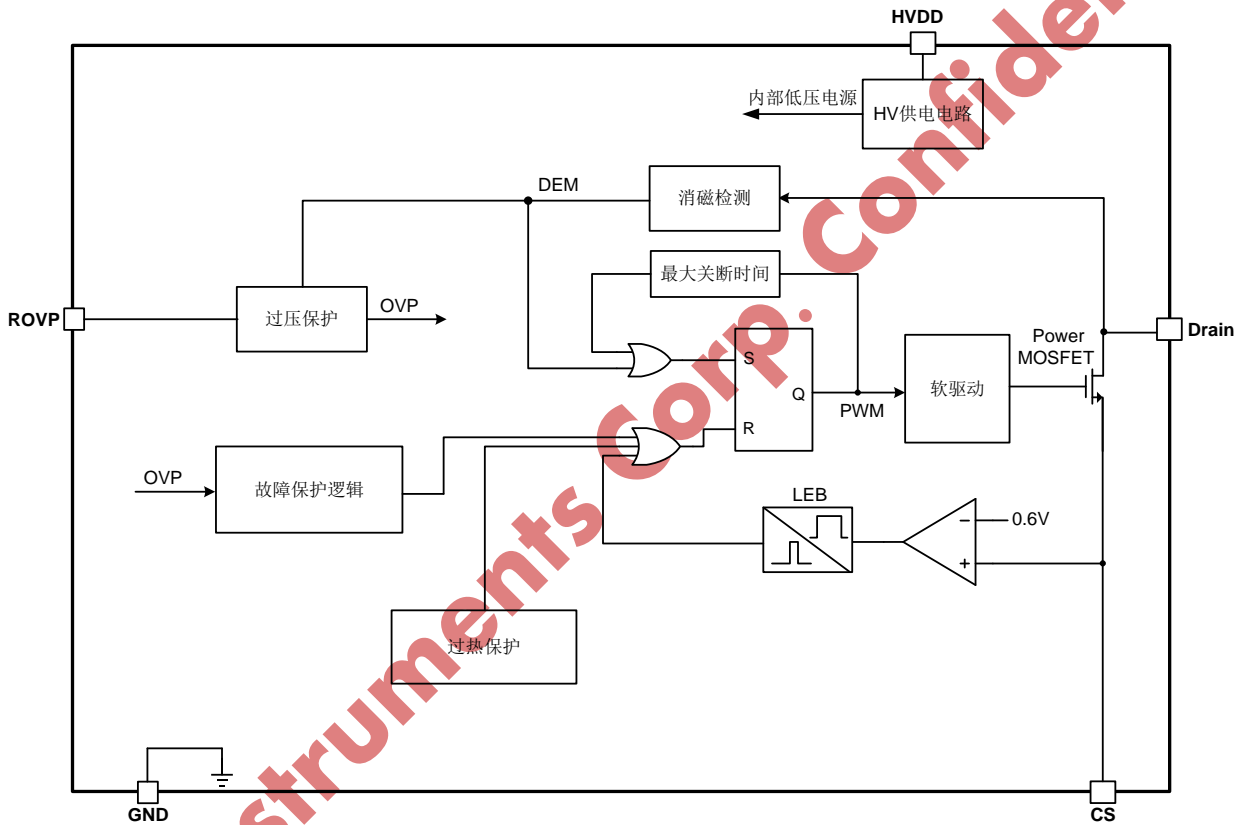 HVDD
内部低压电源
HV供电电路
DEM
消磁检测
最大关断时间
ROVP
过压保护
OVP
Drain
Power
MOSFET
S
Q
R
PWM
软驱动
OVP
故障保护逻辑
LEB
0.6V
−
+
过热保护
GND
CS
struments Corp. Confiden